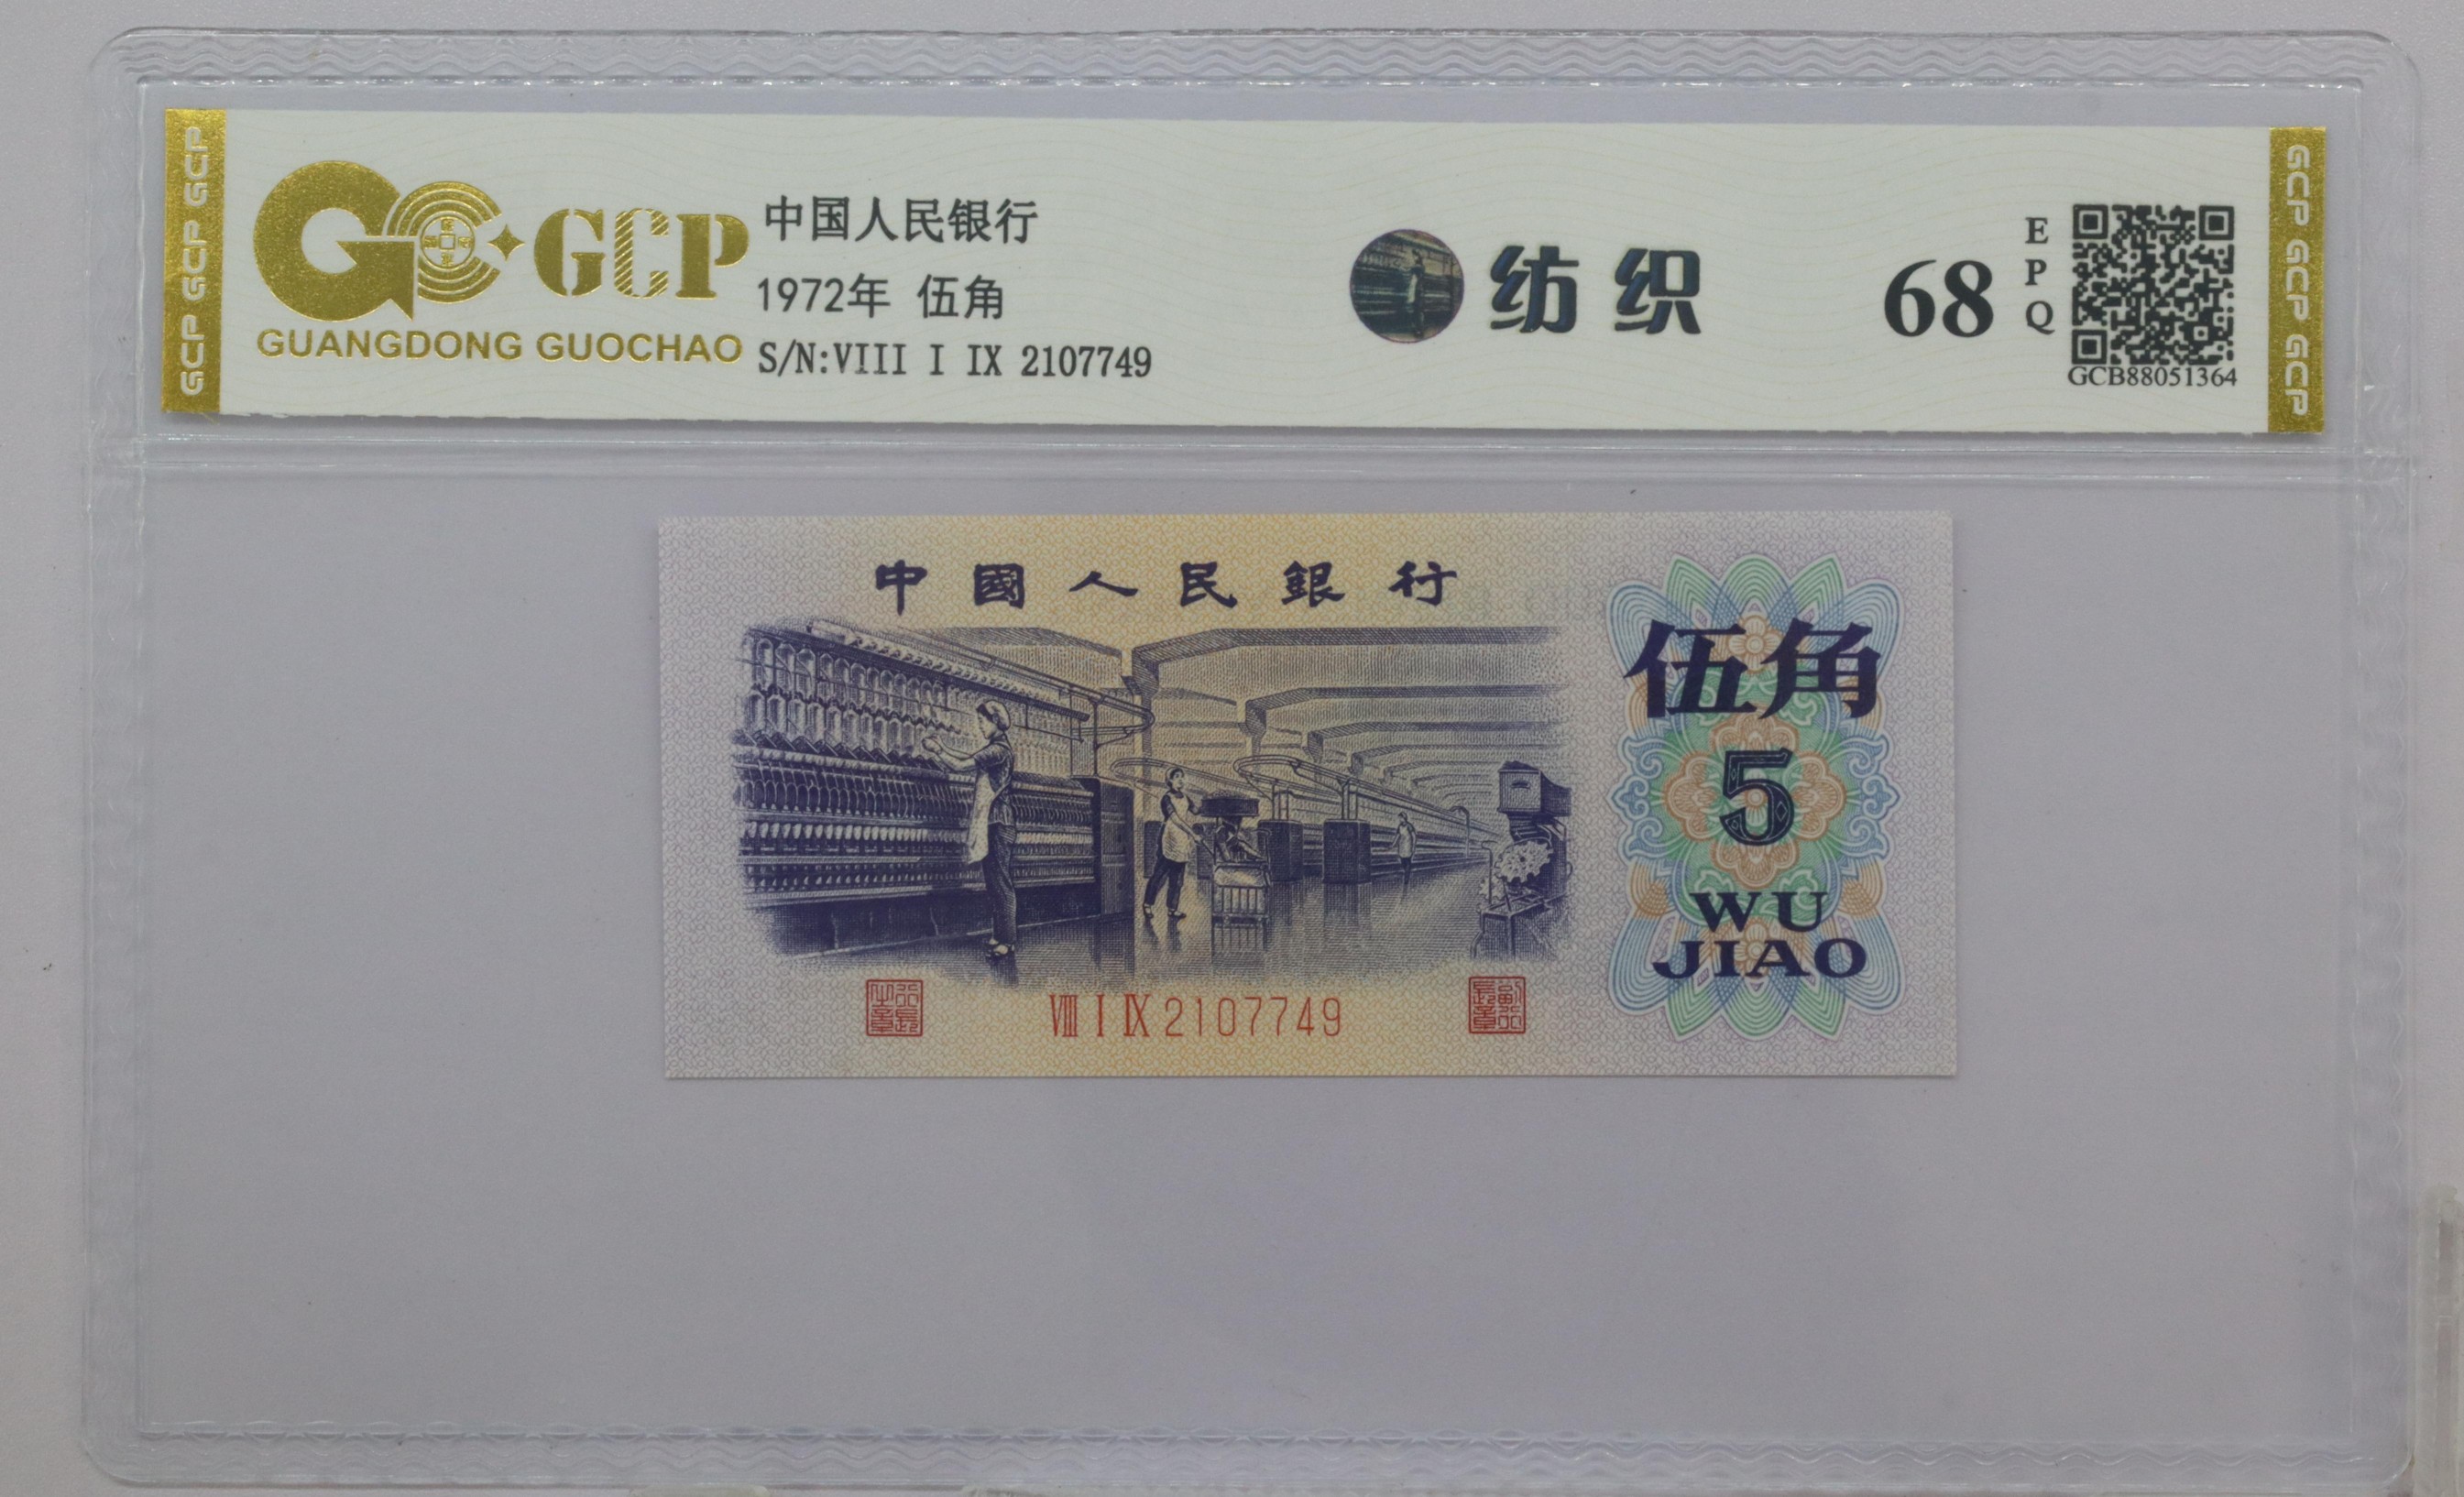 GCP GCP GCP
GCP
GUANGDONG GUOCHAO
中国人民银行
1972年 伍角
S/N:VIII I IX 2107749
纺织
68
EPQ
GCB88051364
GCP GCP GCP
中國人民銀行
伍角
5
WU
JIAO
VIII I IX 2107749